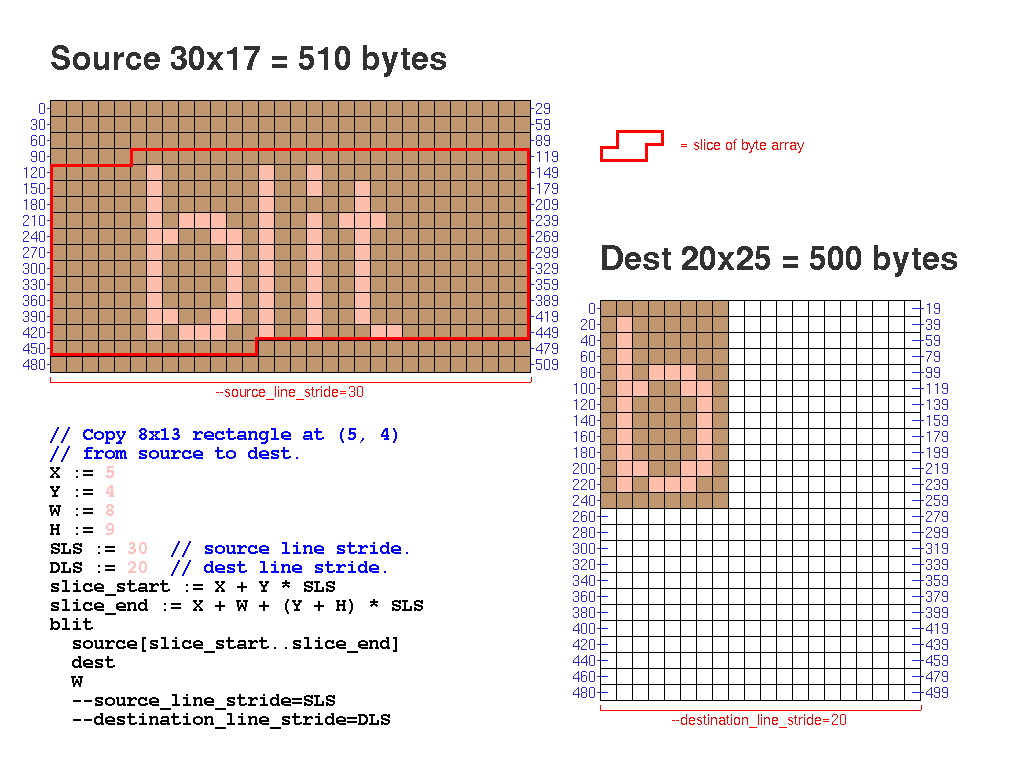 Source 30x17 = 510 bytes
0 29
30 59
60 89
90 119
120 149
150 179
180 209
210 239
240 269
270 299
300 329
330 359
360 389
390 419
420 449
450 479
480 509
--source_line_stride=30
= slice of byte array
Dest 20x25 = 500 bytes
0 19
20 39
40 59
60 79
80 99
100 119
120 139
140 159
160 179
180 199
200 219
220 239
240 259
260 279
280 299
300 319
320 339
340 359
360 379
380 399
400 419
420 439
440 459
460 479
480 499
--destination_line_stride=20
// Copy 8x13 rectangle at (5, 4)
// from source to dest.
X := 5
Y := 4
W := 8
H := 9
SLS := 30 // source line stride.
DLS := 20 // dest line stride.
slice_start := X + Y * SLS
slice_end := X + W + (Y + H) * SLS
blit
source[slice_start..slice_end]
dest
W
--source_line_stride=SLS
--destination_line_stride=DLS